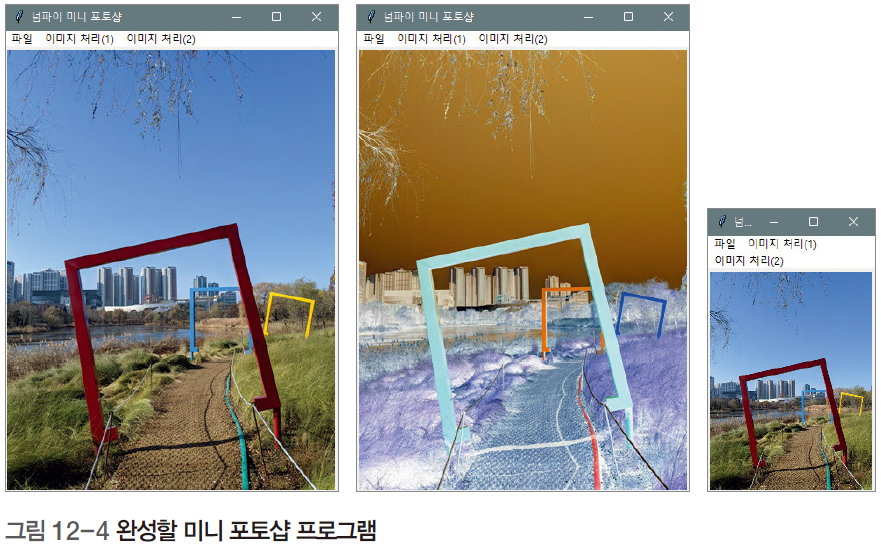 넘파이 미니 포토샵
파일 이미지 처리(1) 이미지 처리(2)
넘파이 미니 포토샵
파일 이미지 처리(1) 이미지 처리(2)
넘...
파일 이미지 처리(1)
이미지 처리(2)
그림 12-4 완성할 미니 포토샵 프로그램